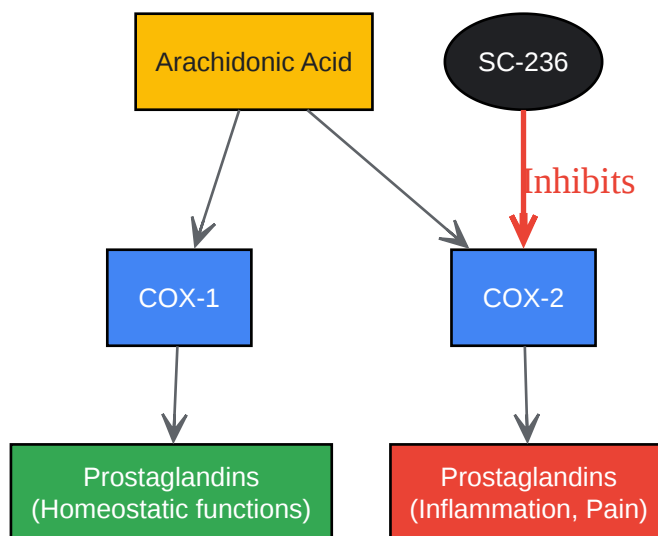 Arachidonic Acid
SC-236
Inhibits
COX-1
COX-2
Prostaglandins
(Homeostatic functions)
Prostaglandins
(Inflammation, Pain)